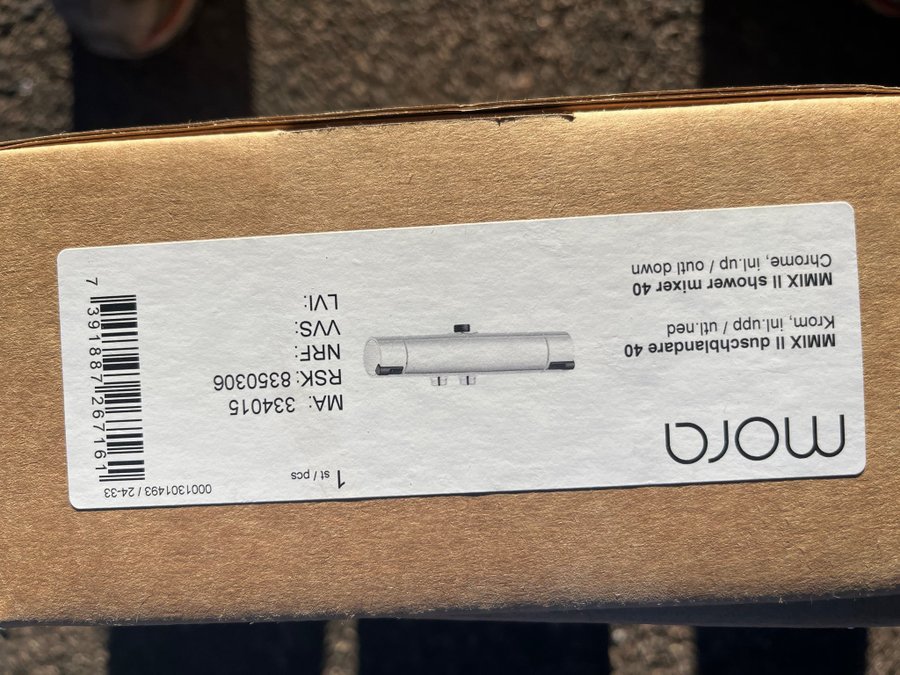 mora
MMIX II duschblandare 40
Krom, inl.upp / utl.ned
MMIX II shower mixer 40
Chrome, inl.up / outl down
1 st / pcs
MA: 334015
RSK: 8350306
NRF:
VVS:
LVI:
0001301493 / 24-33
7 391887 267161